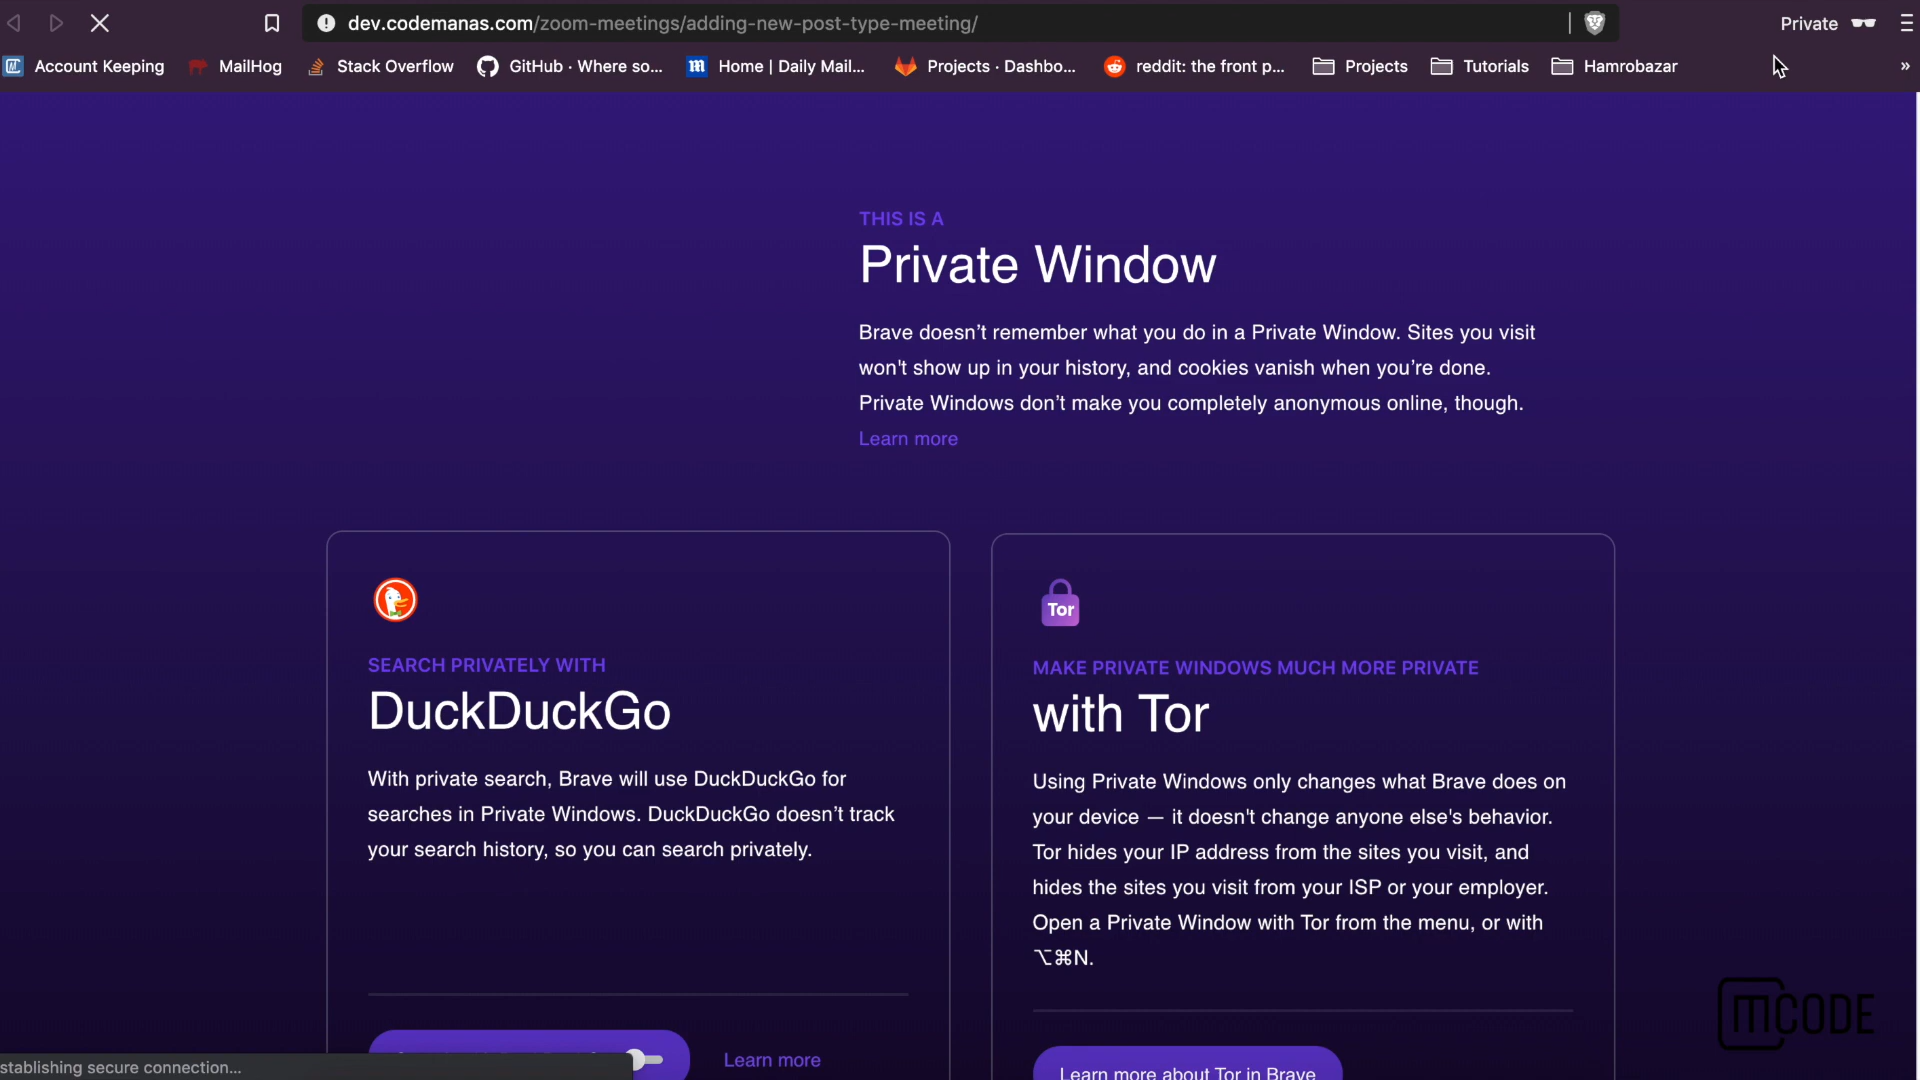 dev.codemanas.com/zoom-meetings/adding-new-post-type-meeting/
Private
Account Keeping
MailHog
Stack Overflow
GitHub · Where so...
Home | Daily Mail...
Projects · Dashbo...
reddit: the front p...
Projects
Tutorials
Hamrobazar
»
THIS IS A
Private Window
Brave doesn’t remember what you do in a Private Window. Sites you visit
won't show up in your history, and cookies vanish when you’re done.
Private Windows don’t make you completely anonymous online, though.
Learn more
SEARCH PRIVATELY WITH
DuckDuckGo
With private search, Brave will use DuckDuckGo for
searches in Private Windows. DuckDuckGo doesn’t track
your search history, so you can search privately.
Learn more
Tor
MAKE PRIVATE WINDOWS MUCH MORE PRIVATE
with Tor
Using Private Windows only changes what Brave does on
your device — it doesn't change anyone else's behavior.
Tor hides your IP address from the sites you visit, and
hides the sites you visit from your ISP or your employer.
Open a Private Window with Tor from the menu, or with
⌥⌘N.
Learn more about Tor in Brave
stablishing secure connection...
mCODE